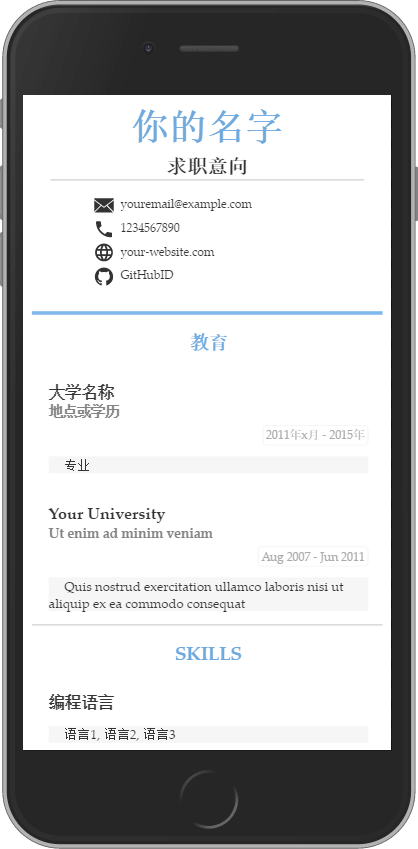 你的名字
求职意向
youremail@example.com
1234567890
your-website.com
GitHubID
教育
大学名称
地点或学历
2011年x月 - 2015年
专业
Your University
Ut enim ad minim veniam
Aug 2007 - Jun 2011
Quis nostrud exercitation ullamco laboris nisi ut
aliquip ex ea commodo consequat
SKILLS
编程语言
语言1, 语言2, 语言3